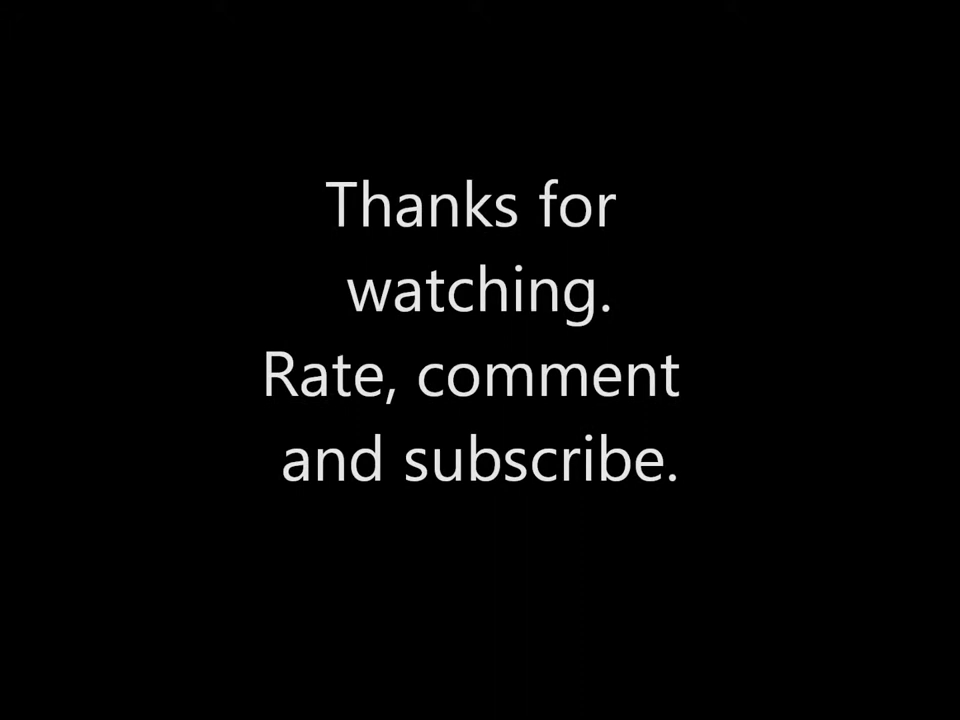 Thanks for
watching.
Rate, comment
and subscribe.